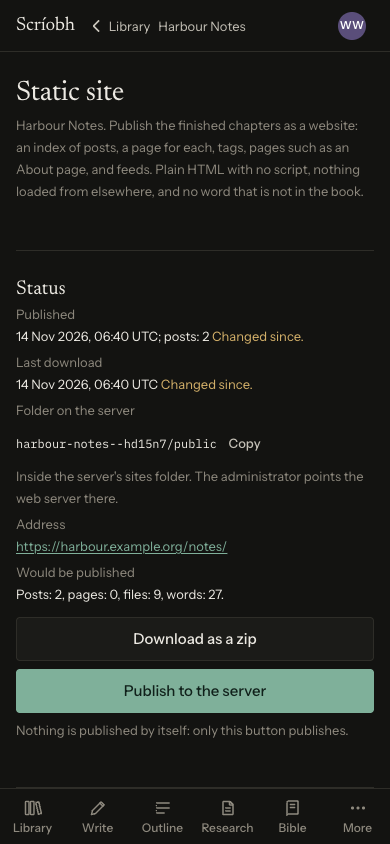 Scríobh
Library Harbour Notes
WW
Static site
Harbour Notes. Publish the finished chapters as a website:
an index of posts, a page for each, tags, pages such as an
About page, and feeds. Plain HTML with no script, nothing
loaded from elsewhere, and no word that is not in the book.
Status
Published
14 Nov 2026, 06:40 UTC; posts: 2 Changed since.
Last download
14 Nov 2026, 06:40 UTC Changed since.
Folder on the server
harbour-notes--hd15n7/public Copy
Inside the server's sites folder. The administrator points the
web server there.
Address
https://harbour.example.org/notes/
Would be published
Posts: 2, pages: 0, files: 9, words: 27.
Download as a zip
Publish to the server
Nothing is published by itself: only this button publishes.
Library Write Outline Research Bible More